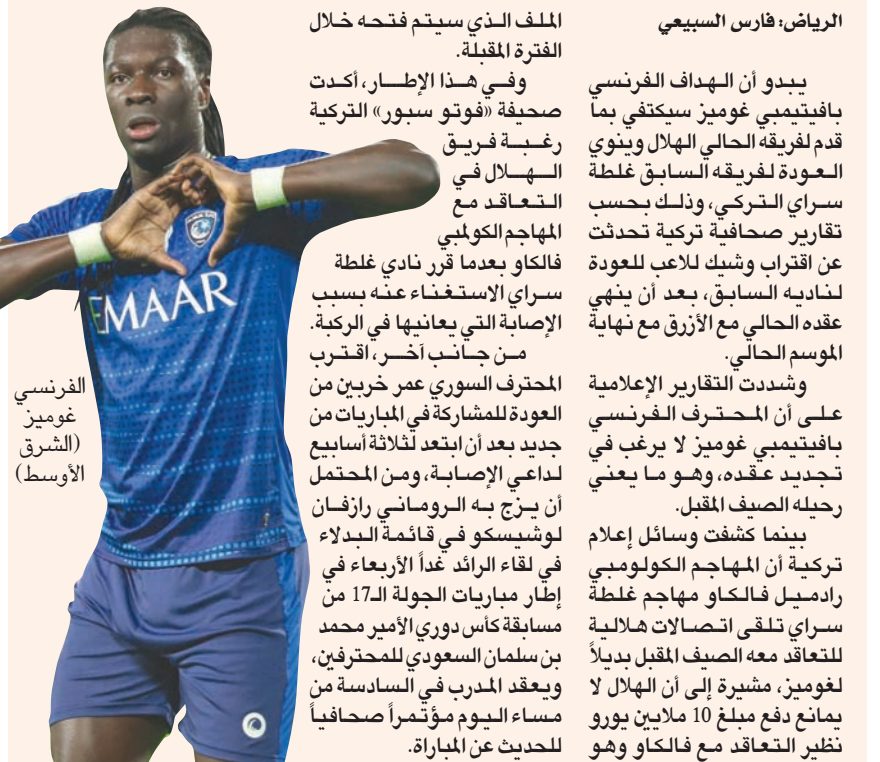 الرياض: فارس السبيعي
يبدو أن الهداف الفرنسي
بافيتيمبي غوميز سيكتفي بما
قدم لفريقه الحالي الهلال وينوي
العودة لفريقه السابق غلطة
سراي التركي، وذلك بحسب
تقارير صحافية تركية تحدثت
عن اقتراب وشيك للاعب للعودة
لناديه السابق، بعد أن ينهي
عقده الحالي مع الأزرق مع نهاية
الموسم الحالي.
وشددت التقارير الإعلامية
على أن المحترف الفرنسي
بافيتيمبي غوميز لا يرغب في
تجديد عقده، وهو ما يعني
رحيله الصيف المقبل.
بينما كشفت وسائل إعلام
تركية أن المهاجم الكولومبي
رادميل فالكاو مهاجم غلطة
سراي تلقى اتصالات هلالية
للتعاقد معه الصيف المقبل بديلاً
لغوميز، مشيرة إلى أن الهلال لا
يمانع دفع مبلغ 10 ملايين يورو
نظير التعاقد مع فالكاو وهو
الملف الذي سيتم فتحه خلال
الفترة المقبلة.
وفي هذا الإطار، أكدت
صحيفة «فوتو سبور» التركية
رغبة فريق
الهلال في
التعاقد مع
المهاجم الكولمبي
فالكاو بعدما قرر نادي غلطة
سراي الاستغناء عنه بسبب
الإصابة التي يعانيها في الركبة.
من جانب آخر، اقترب
المحترف السوري عمر خربين من
العودة للمشاركة في المباريات من
جديد بعد أن ابتعد لثلاثة أسابيع
لداعي الإصابة، ومن المحتمل
أن يزج به الروماني رازفان
لوشيسكو في قائمة البدلاء
في لقاء الرائد غداً الأربعاء في
إطار مباريات الجولة الـ17 من
مسابقة كأس دوري الأمير محمد
بن سلمان السعودي للمحترفين،
ويعقد المدرب في السادسة من
مساء اليوم مؤتمراً صحافياً
للحديث عن المباراة.
EMAAR
الفرنسي
غوميز
(الشرق
الأوسط)